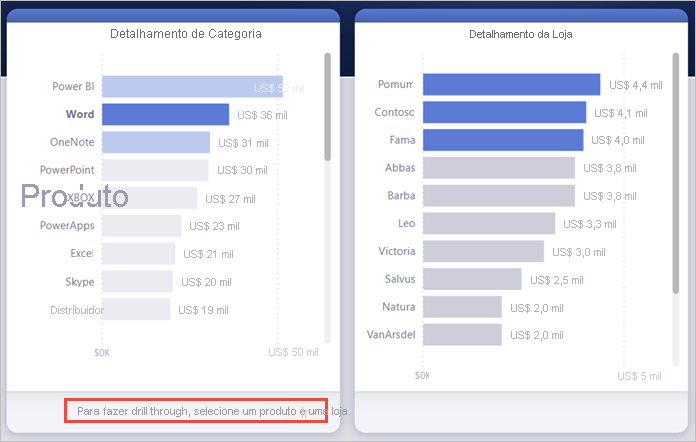 Detalhamento de Categoria
Power BI US$ 52 mil
Word US$ 36 mil
OneNote US$ 31 mil
PowerPoint US$ 30 mil
XBOX US$ 27 mil
Produto
PowerApps US$ 23 mil
Excel US$ 21 mil
Skype US$ 20 mil
Distribuidor US$ 19 mil
$0K US$ 50 mil
Para fazer drill through, selecione um produto e uma loja.
Detalhamento da Loja
Pomum US$ 4,4 mil
Contoso US$ 4,1 mil
Fama US$ 4,0 mil
Abbas US$ 3,8 mil
Barba US$ 3,8 mil
Leo US$ 3,3 mil
Victoria US$ 3,0 mil
Salvus US$ 2,5 mil
Natura US$ 2,0 mil
VanArsdel US$ 2,0 mil
$0K US$ 5 mil